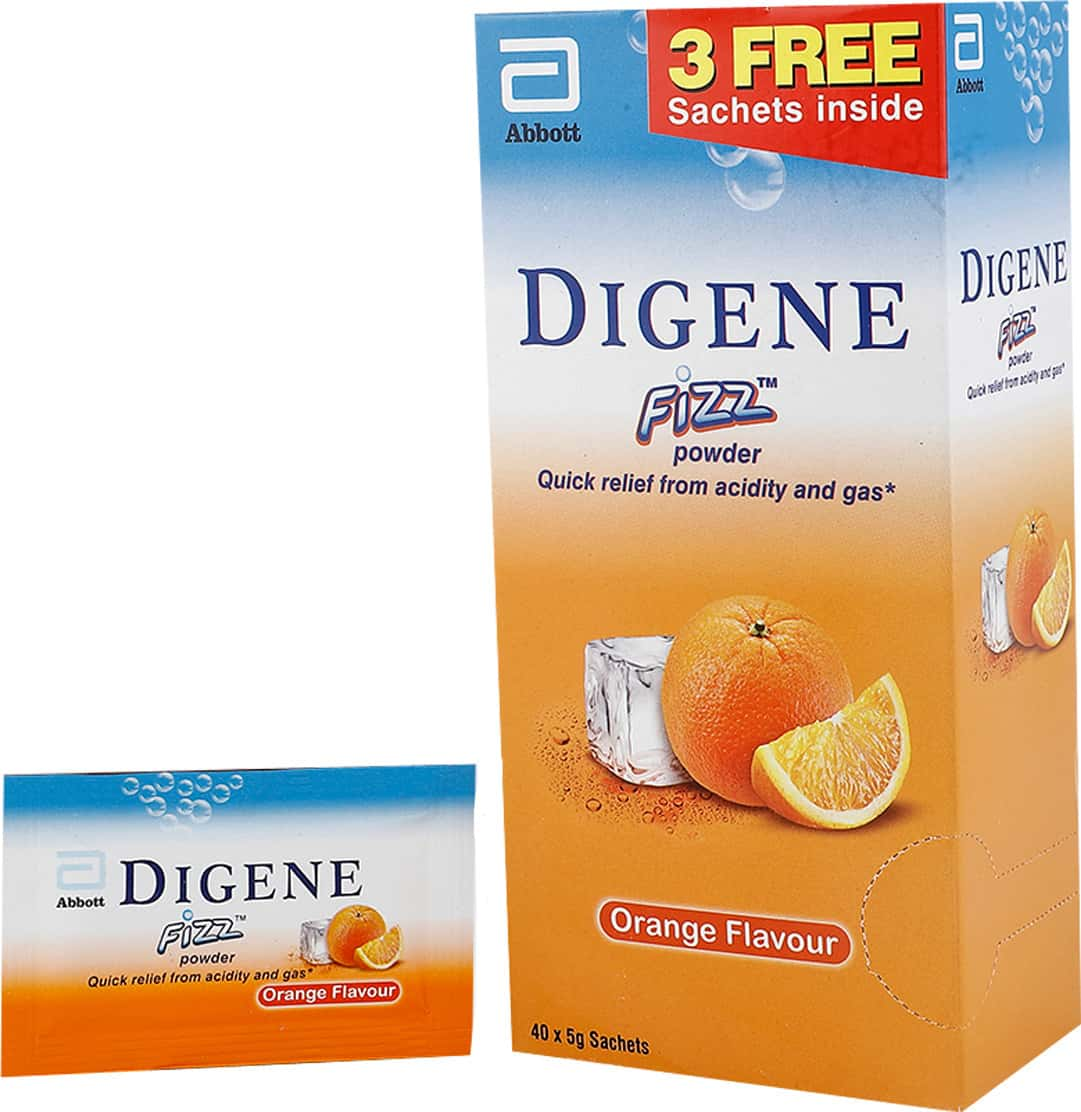 Abbott
3 FREE
Sachets inside
DIGENE
Fizz™
powder
Quick relief from acidity and gas*
Orange Flavour
40 x 5g Sachets
Abbott
DIGENE
Fizz™
powder
Quick relief from acidity and gas*
Abbott
DIGENE
Fizz™
powder
Quick relief from acidity and gas*
Orange Flavour